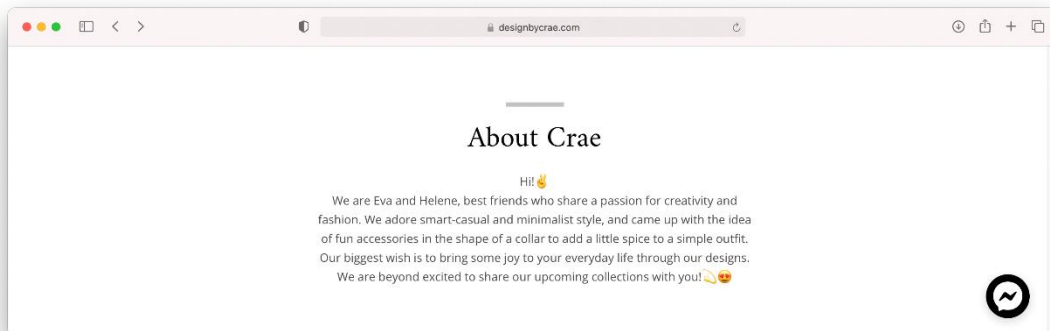 designbycrae.com
About Crae
Hi!✌️
We are Eva and Helene, best friends who share a passion for creativity and
fashion. We adore smart-casual and minimalist style, and came up with the idea
of fun accessories in the shape of a collar to add a little spice to a simple outfit.
Our biggest wish is to bring some joy to your everyday life through our designs.
We are beyond excited to share our upcoming collections with you!💫😍